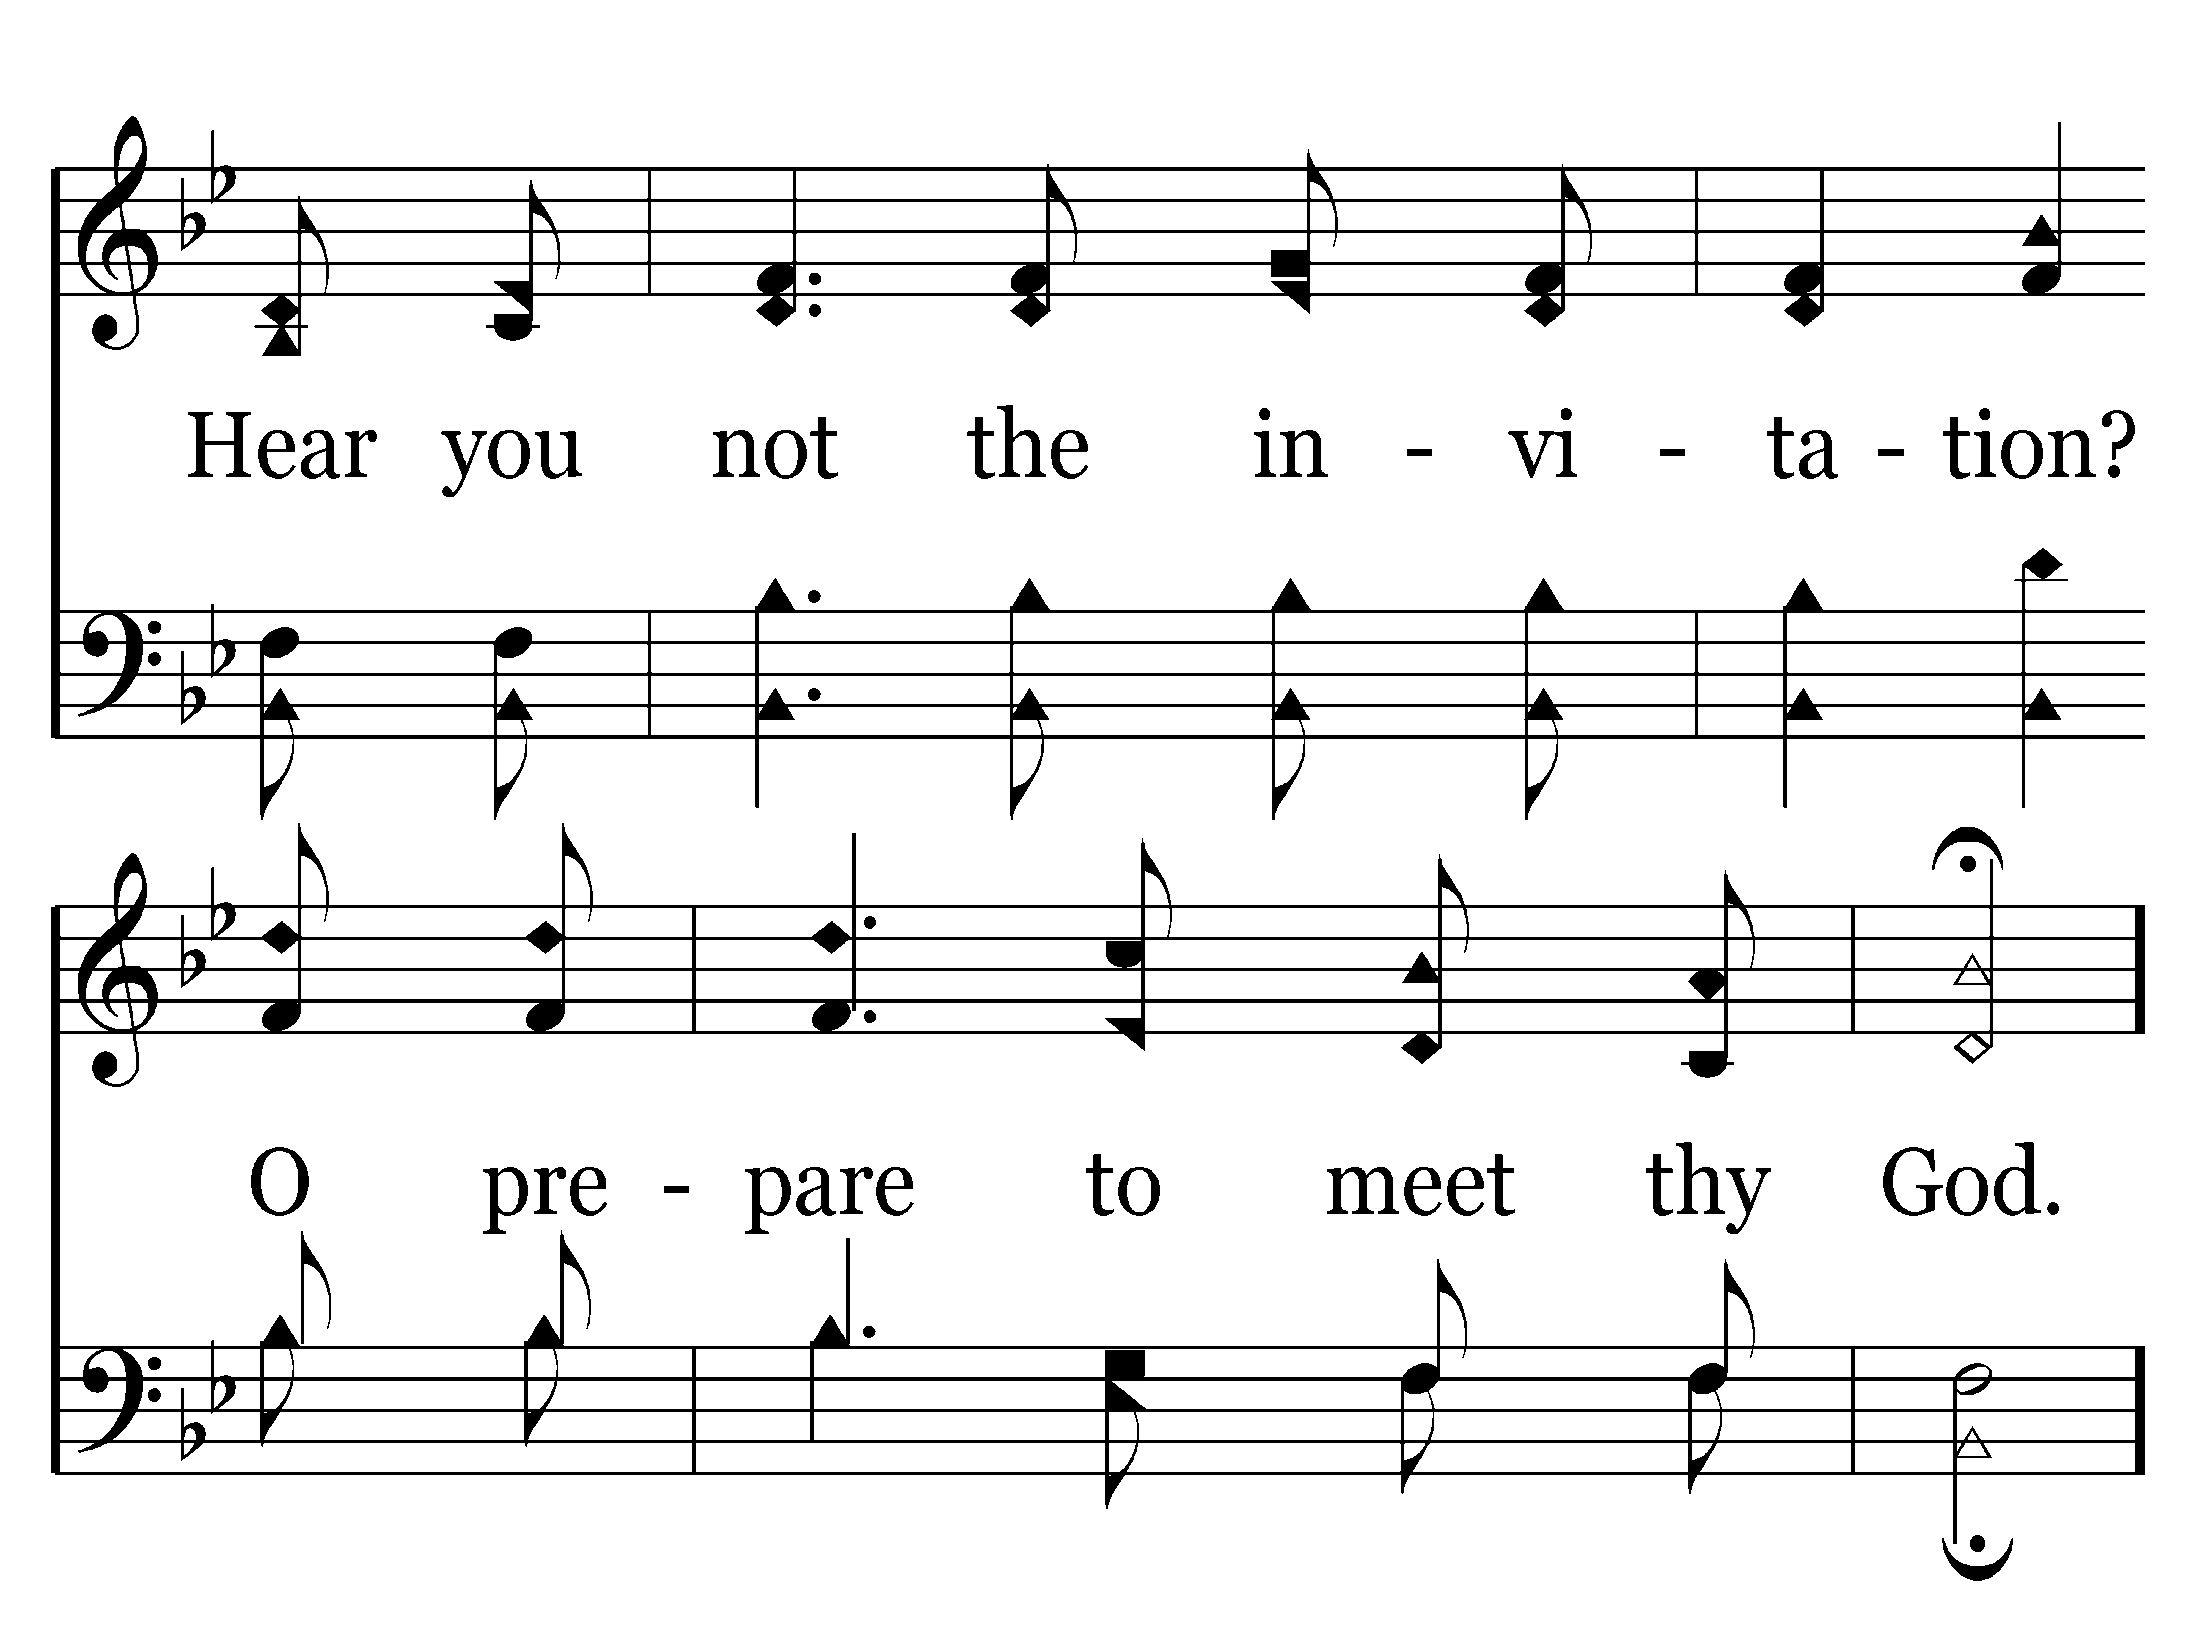 Hear you not the in - vi - ta - tion?
O pre - pare to meet thy God.